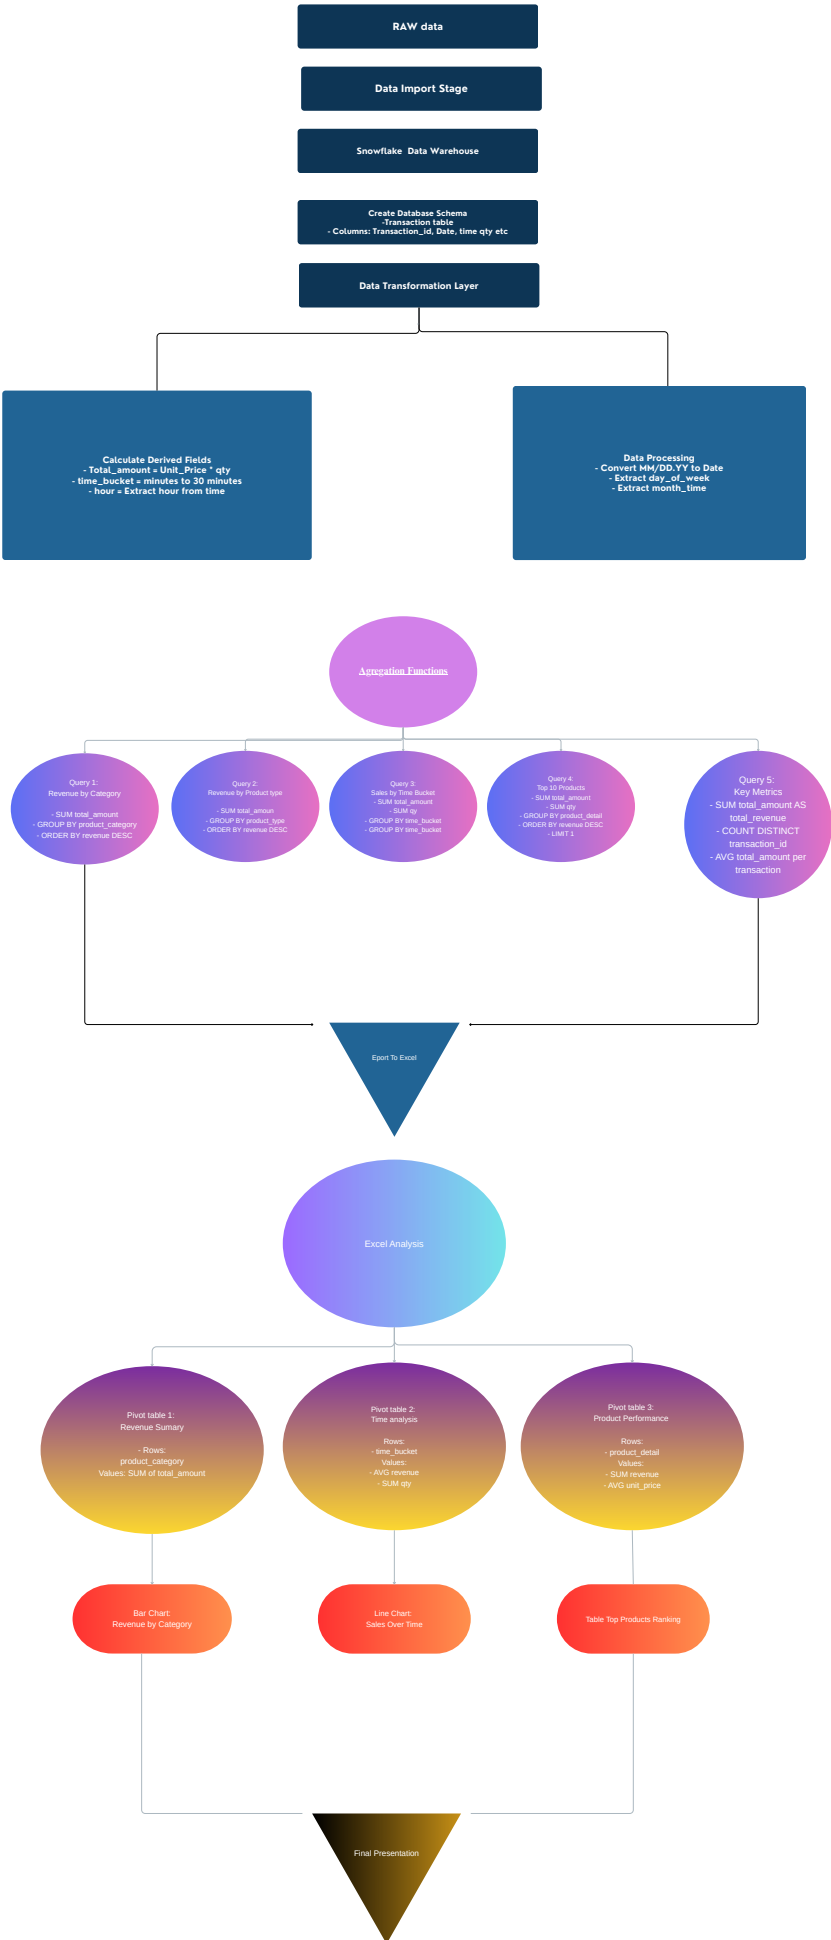 RAW data
Data Import Stage
Snowflake Data Warehouse
Create Database Schema
-Transaction table
- Columns: Transaction_id, Date, time qty etc
Data Transformation Layer
Calculate Derived Fields
- Total_amount = Unit_Price * qty
- time_bucket = minutes to 30 minutes
- hour = Extract hour from time
Data Processing
- Convert MM/DD.YY to Date
- Extract day_of_week
- Extract month_time
Agregation Functions
Query 1:
Revenue by Category
- SUM total_amount
- GROUP BY product_category
- ORDER BY revenue DESC
Query 2:
Revenue by Product type
- SUM total_amoun
- GROUP BY product_type
- ORDER BY revenue DESC
Query 3:
Sales by Time Bucket
- SUM total_amount
- SUM qy
- GROUP BY time_bucket
- GROUP BY time_bucket
Query 4:
Top 10 Products
- SUM total_amount
- SUM qty
- GROUP BY product_detail
- ORDER BY revenue DESC
- LIMIT 1
Query 5:
Key Metrics
- SUM total_amount AS
total_revenue
- COUNT DISTINCT
transaction_id
- AVG total_amount per
transaction
Eport To Excel
Excel Analysis
Pivot table 1:
Revenue Sumary
- Rows:
product_category
Values: SUM of total_amount
Pivot table 2:
Time analysis
Rows:
- time_bucket
Values:
- AVG revenue
- SUM qty
Pivot table 3:
Product Performance
Rows:
- product_detail
Values:
- SUM revenue
- AVG unit_price
Bar Chart:
Revenue by Category
Line Chart:
Sales Over Time
Table Top Products Ranking
Final Presentation